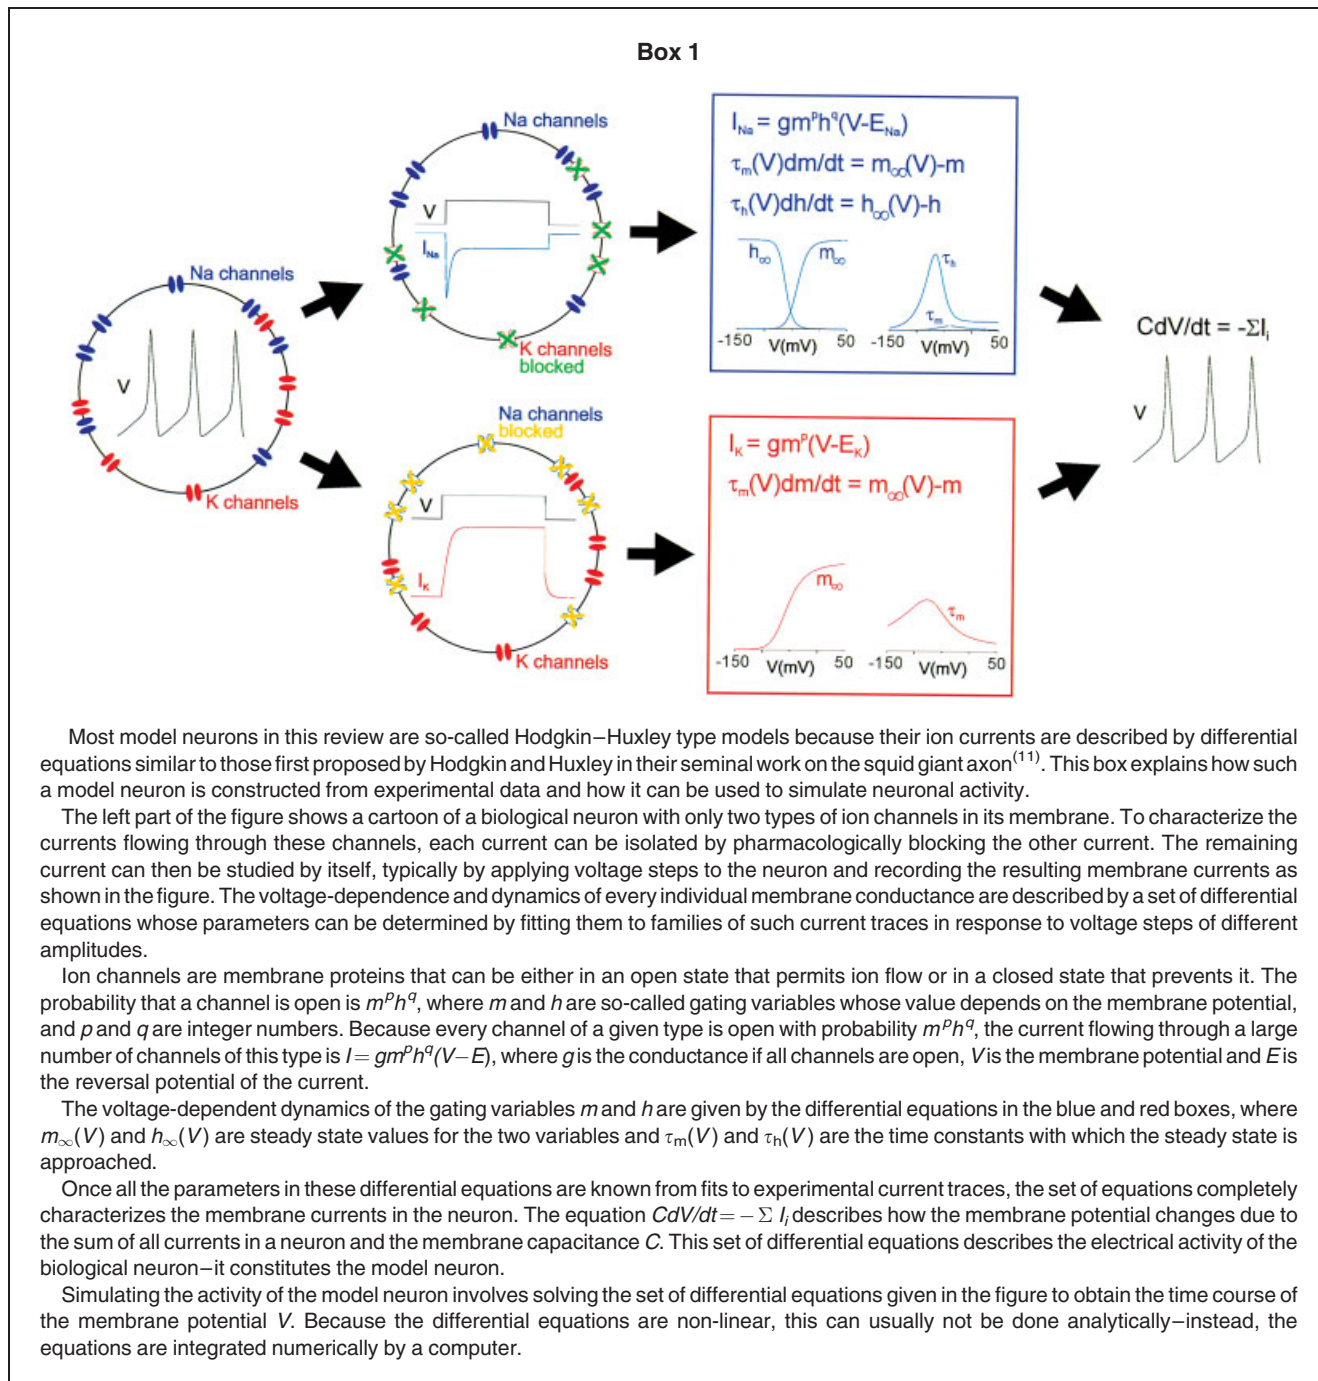 Box 1
Na channels
V
I_Na
K channels
blocked
Na channels
V
K channels
Na channels
blocked
V
I_K
K channels
I_Na = gm^p h^q (V-E_Na)
τ_m(V)dm/dt = m_∞(V)-m
τ_h(V)dh/dt = h_∞(V)-h
h_∞ m_∞ τ_h
τ_m
-150 V(mV) 50 -150 V(mV) 50
I_K = gm^p (V-E_K)
τ_m(V)dm/dt = m_∞(V)-m
m_∞ τ_m
-150 V(mV) 50 -150 V(mV) 50
CdV/dt = -ΣI_i
V
Most model neurons in this review are so-called Hodgkin–Huxley type models because their ion currents are described by differential
equations similar to those first proposed by Hodgkin and Huxley in their seminal work on the squid giant axon(11). This box explains how such
a model neuron is constructed from experimental data and how it can be used to simulate neuronal activity.
The left part of the figure shows a cartoon of a biological neuron with only two types of ion channels in its membrane. To characterize the
currents flowing through these channels, each current can be isolated by pharmacologically blocking the other current. The remaining
current can then be studied by itself, typically by applying voltage steps to the neuron and recording the resulting membrane currents as
shown in the figure. The voltage-dependence and dynamics of every individual membrane conductance are described by a set of differential
equations whose parameters can be determined by fitting them to families of such current traces in response to voltage steps of different
amplitudes.
Ion channels are membrane proteins that can be either in an open state that permits ion flow or in a closed state that prevents it. The
probability that a channel is open is m^p h^q, where m and h are so-called gating variables whose value depends on the membrane potential,
and p and q are integer numbers. Because every channel of a given type is open with probability m^p h^q, the current flowing through a large
number of channels of this type is I = gm^p h^q (V–E), where g is the conductance if all channels are open, V is the membrane potential and E is
the reversal potential of the current.
The voltage-dependent dynamics of the gating variables m and h are given by the differential equations in the blue and red boxes, where
m_∞(V) and h_∞(V) are steady state values for the two variables and τ_m(V) and τ_h(V) are the time constants with which the steady state is
approached.
Once all the parameters in these differential equations are known from fits to experimental current traces, the set of equations completely
characterizes the membrane currents in the neuron. The equation CdV/dt = – Σ I_i describes how the membrane potential changes due to
the sum of all currents in a neuron and the membrane capacitance C. This set of differential equations describes the electrical activity of the
biological neuron–it constitutes the model neuron.
Simulating the activity of the model neuron involves solving the set of differential equations given in the figure to obtain the time course of
the membrane potential V. Because the differential equations are non-linear, this can usually not be done analytically–instead, the
equations are integrated numerically by a computer.